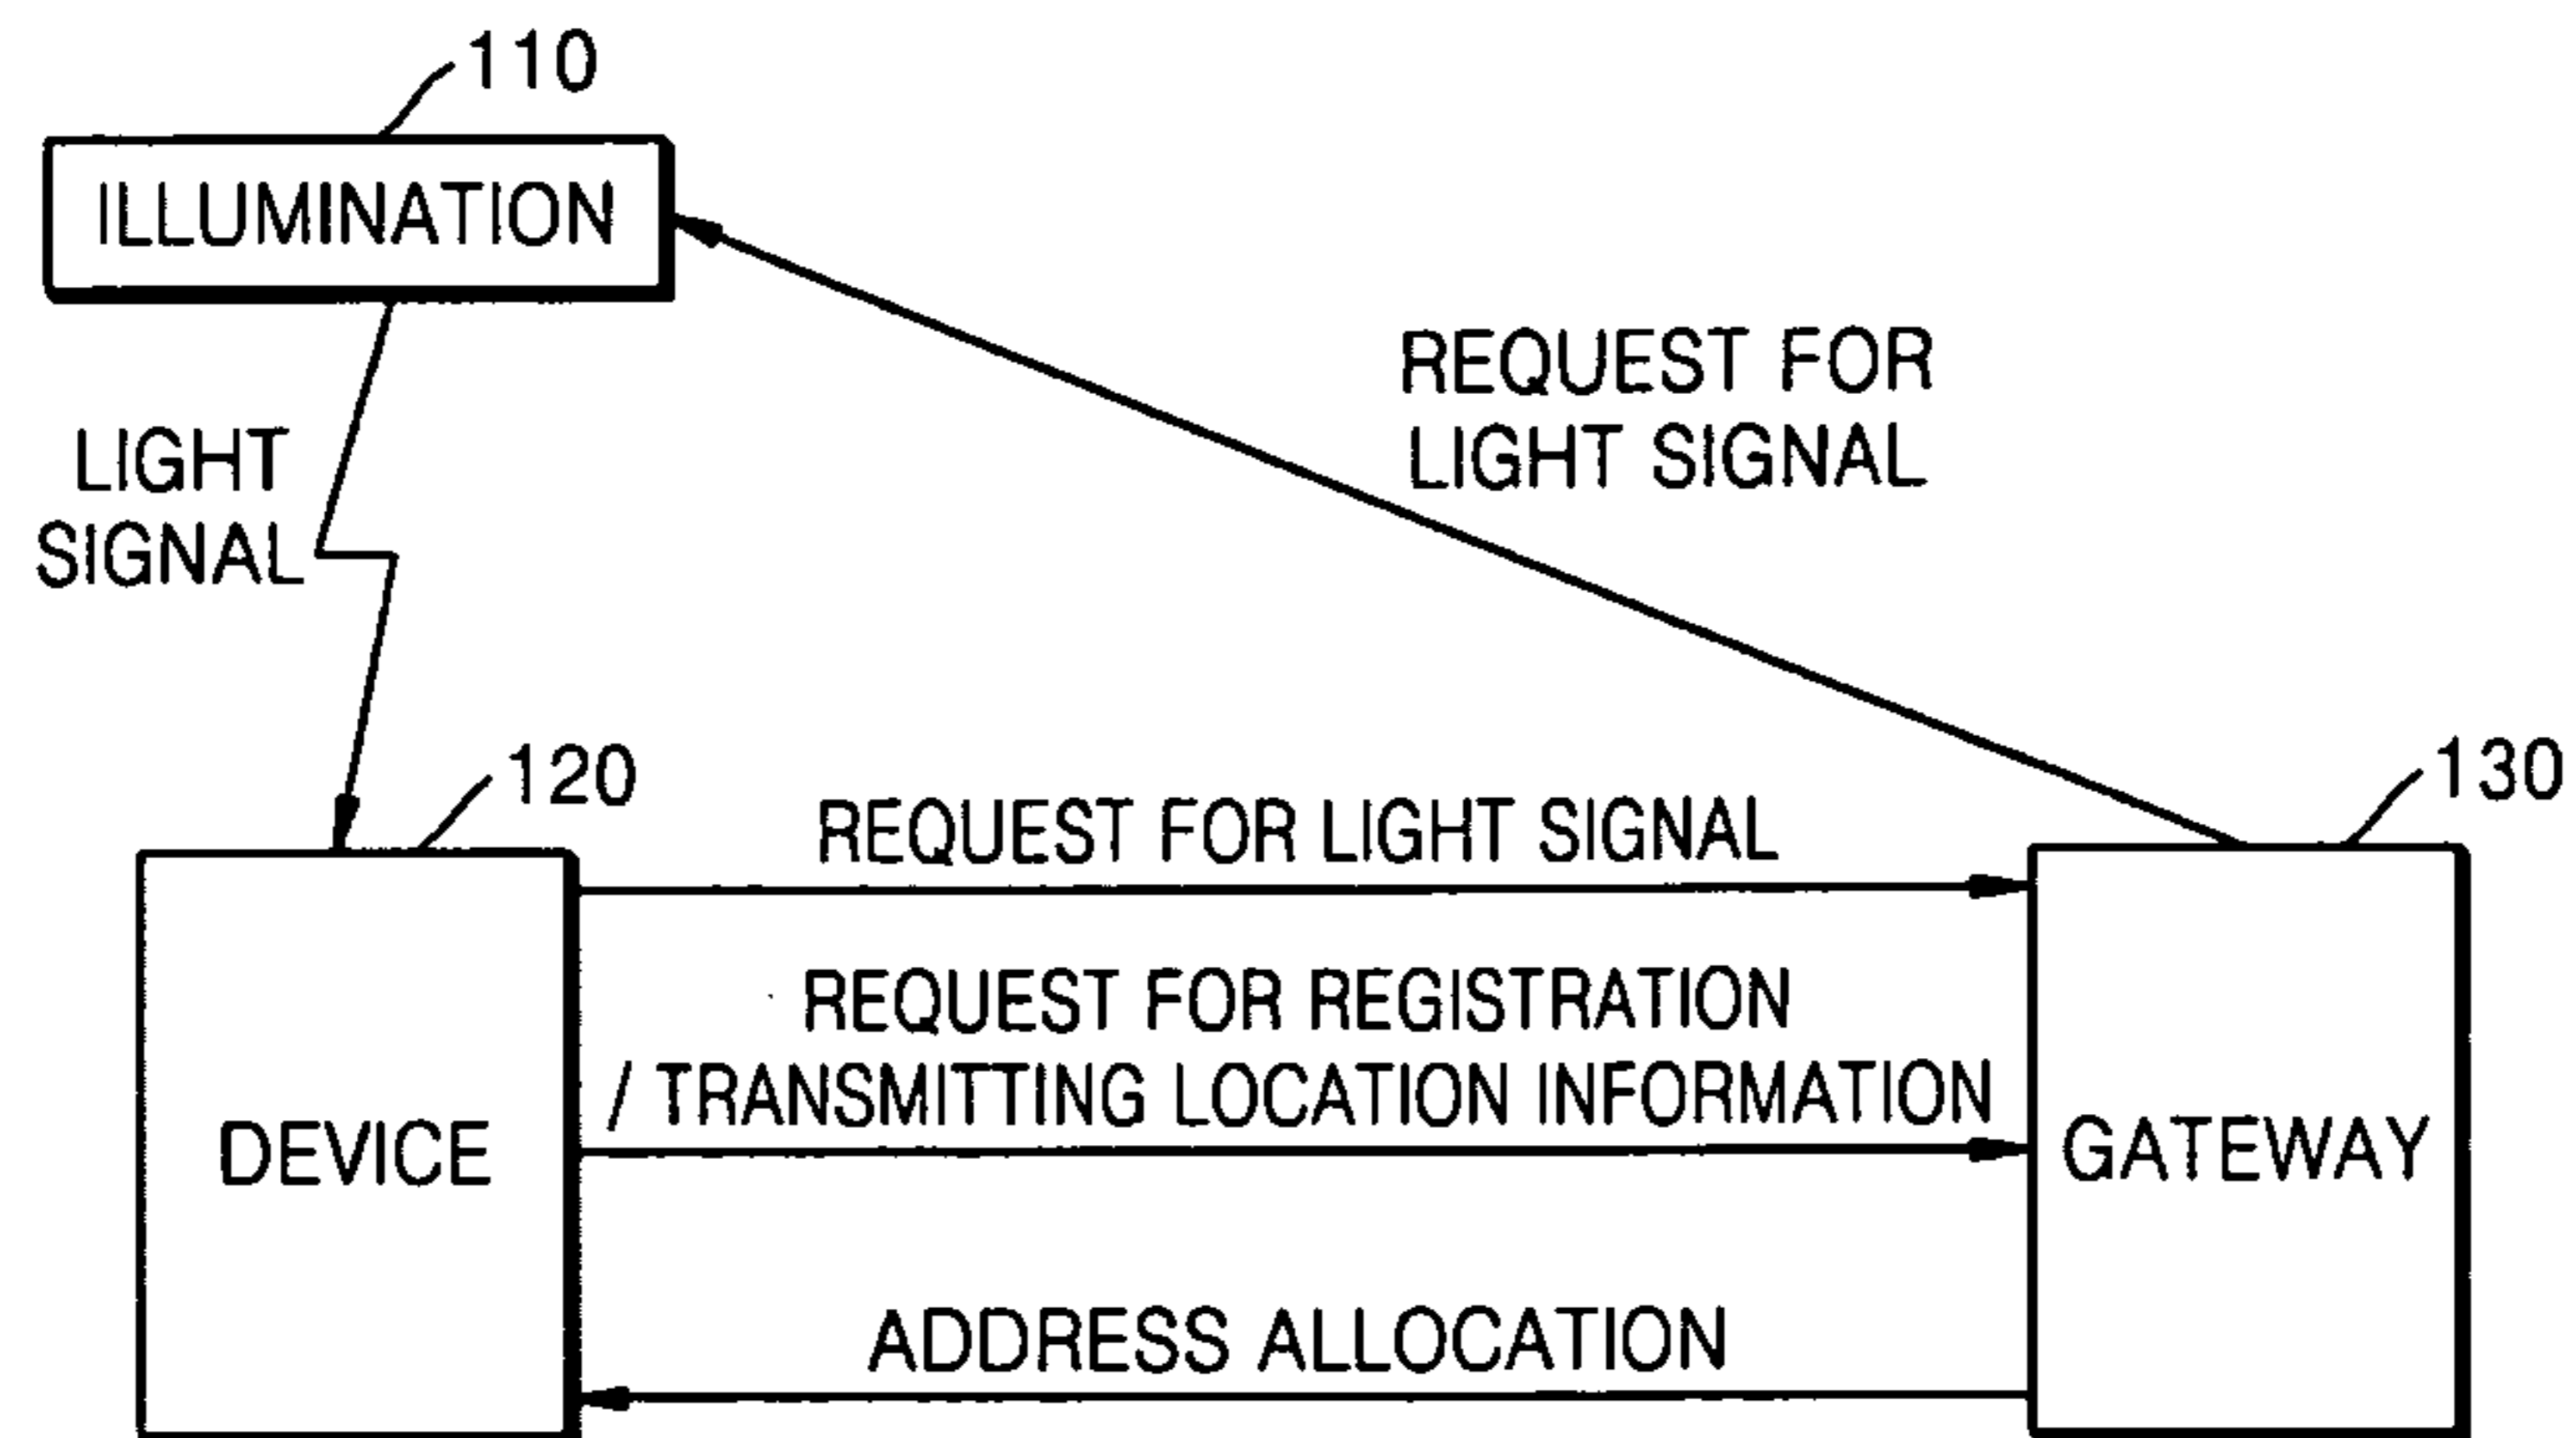 110
ILLUMINATION
REQUEST FOR
LIGHT SIGNAL
LIGHT
SIGNAL
120
130
REQUEST FOR LIGHT SIGNAL
REQUEST FOR REGISTRATION
/ TRANSMITTING LOCATION INFORMATION
DEVICE
GATEWAY
ADDRESS ALLOCATION